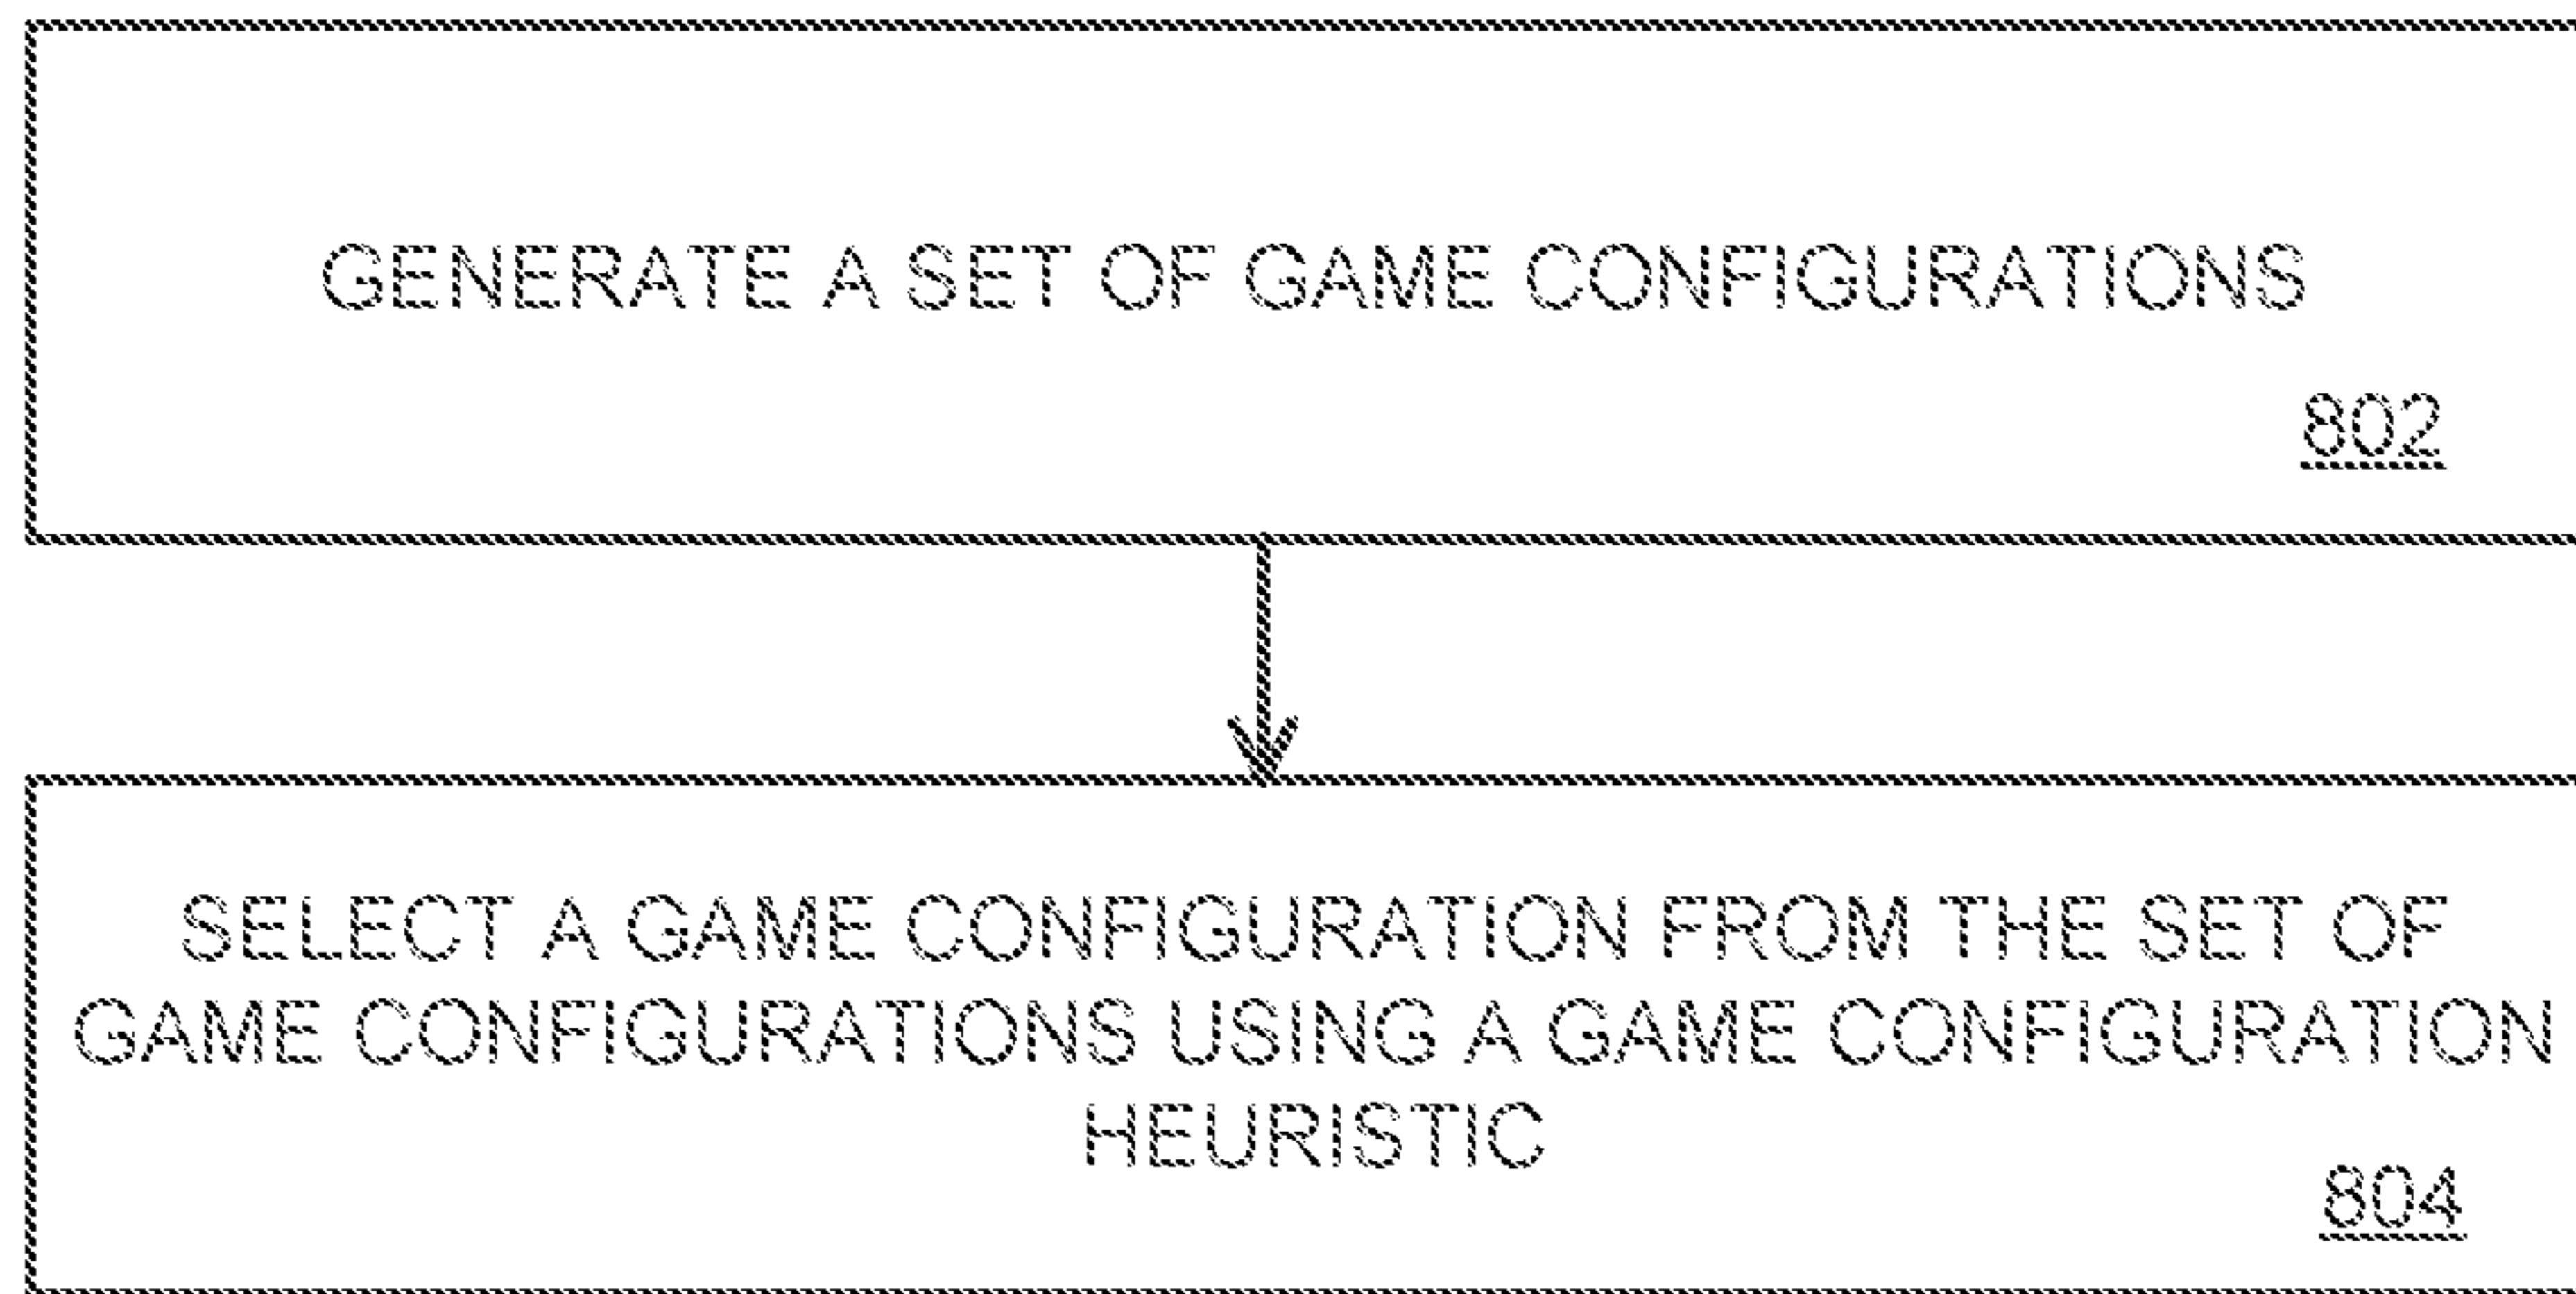 GENERATE A SET OF GAME CONFIGURATIONS
802
SELECT A GAME CONFIGURATION FROM THE SET OF
GAME CONFIGURATIONS USING A GAME CONFIGURATION
HEURISTIC
804